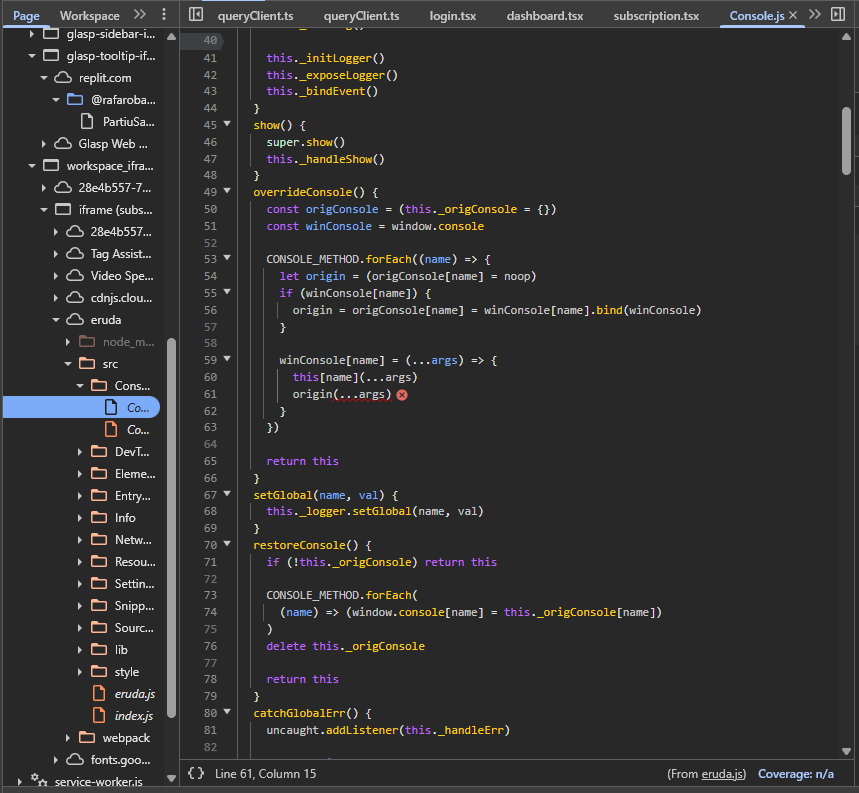 Page
Workspace
queryClient.ts
queryClient.ts
login.tsx
dashboard.tsx
subscription.tsx
Console.js
glasp-sidebar-i...
glasp-tooltip-if...
replit.com
@rafaroba...
PartiuSa...
Glasp Web ...
workspace_ifra...
28e4b557-7...
iframe (subs...
28e4b557...
Tag Assist...
Video Spe...
cdnjs.clou...
eruda
node_m...
src
Cons...
Co...
Co...
DevT...
Eleme...
Entry...
Info
Netw...
Resou...
Settin...
Snipp...
Sourc...
lib
style
eruda.js
index.js
webpack
fonts.goo...
service-worker.js
40
41 this._initLogger()
42 this._exposeLogger()
43 this._bindEvent()
44 }
45 show() {
46 super.show()
47 this._handleShow()
48 }
49 overrideConsole() {
50 const origConsole = (this._origConsole = {})
51 const winConsole = window.console
52
53 CONSOLE_METHOD.forEach((name) => {
54 let origin = (origConsole[name] = noop)
55 if (winConsole[name]) {
56 origin = origConsole[name] = winConsole[name].bind(winConsole)
57 }
58
59 winConsole[name] = (...args) => {
60 this[name](...args)
61 origin(...args)
62 }
63 })
64
65 return this
66 }
67 setGlobal(name, val) {
68 this._logger.setGlobal(name, val)
69 }
70 restoreConsole() {
71 if (!this._origConsole) return this
72
73 CONSOLE_METHOD.forEach(
74 (name) => (window.console[name] = this._origConsole[name])
75 )
76 delete this._origConsole
77
78 return this
79 }
80 catchGlobalErr() {
81 uncaught.addListener(this._handleErr)
82
{} Line 61, Column 15
(From eruda.js)
Coverage: n/a